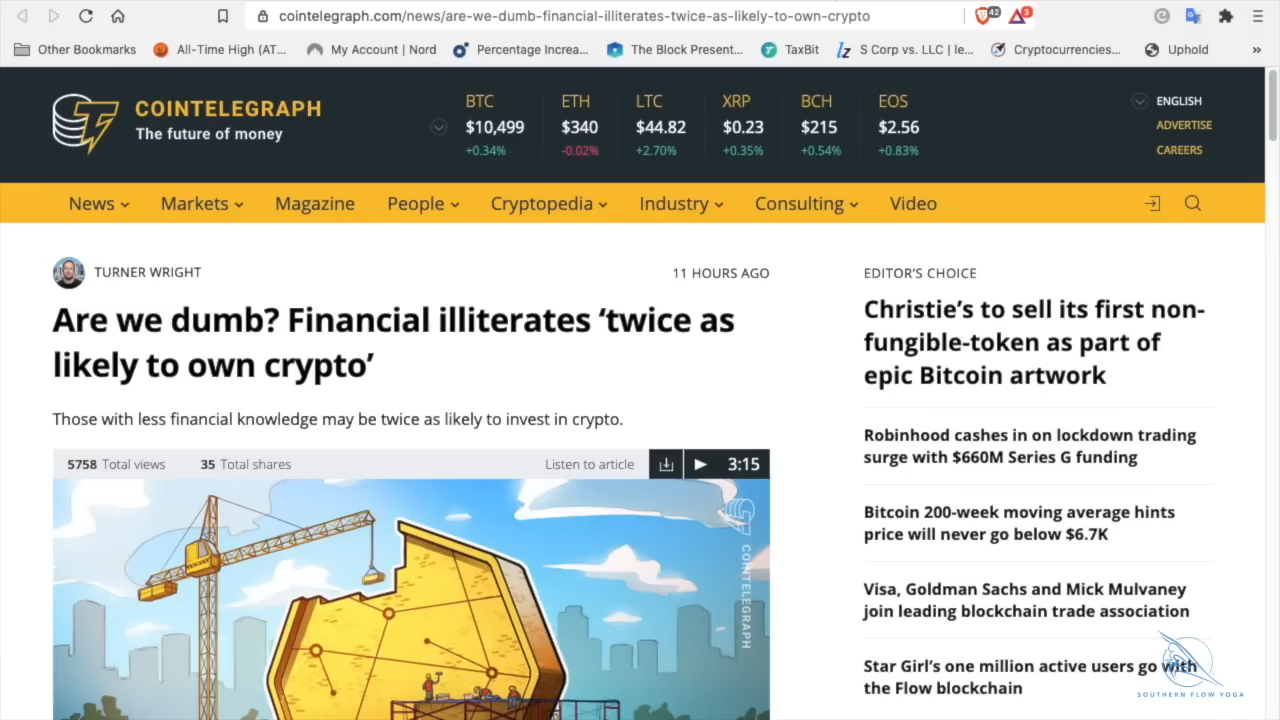 cointelegraph.com/news/are-we-dumb-financial-illiterates-twice-as-likely-to-own-crypto
42
3
Other Bookmarks
All-Time High (AT...
My Account | Nord
Percentage Increa...
The Block Present...
TaxBit
S Corp vs. LLC | le...
Cryptocurrencies...
Uphold
»
COINTELEGRAPH
The future of money
BTC
$10,499
+0.34%
ETH
$340
-0.02%
LTC
$44.82
+2.70%
XRP
$0.23
+0.35%
BCH
$215
+0.54%
EOS
$2.56
+0.83%
ENGLISH
ADVERTISE
CAREERS
News
Markets
Magazine
People
Cryptopedia
Industry
Consulting
Video
TURNER WRIGHT
11 HOURS AGO
Are we dumb? Financial illiterates ‘twice as
likely to own crypto’
Those with less financial knowledge may be twice as likely to invest in crypto.
5758 Total views
35 Total shares
Listen to article
3:15
COINTELEGRAPH
EDITOR’S CHOICE
Christie’s to sell its first non-
fungible-token as part of
epic Bitcoin artwork
Robinhood cashes in on lockdown trading
surge with $660M Series G funding
Bitcoin 200-week moving average hints
price will never go below $6.7K
Visa, Goldman Sachs and Mick Mulvaney
join leading blockchain trade association
Star Girl’s one million active users go with
the Flow blockchain
SOUTHERN FLOW YOGA